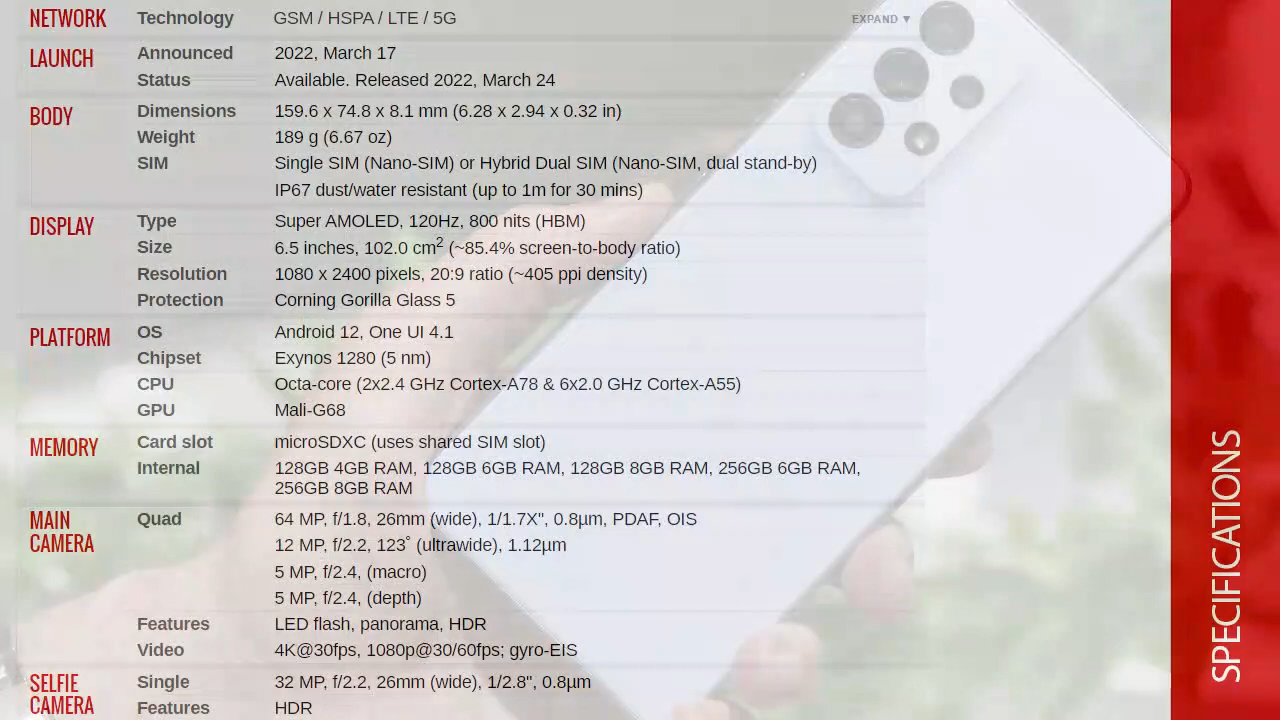 NETWORK Technology GSM / HSPA / LTE / 5G EXPAND ▼
LAUNCH Announced 2022, March 17
Status Available. Released 2022, March 24
BODY Dimensions 159.6 x 74.8 x 8.1 mm (6.28 x 2.94 x 0.32 in)
Weight 189 g (6.67 oz)
SIM Single SIM (Nano-SIM) or Hybrid Dual SIM (Nano-SIM, dual stand-by)
IP67 dust/water resistant (up to 1m for 30 mins)
DISPLAY Type Super AMOLED, 120Hz, 800 nits (HBM)
Size 6.5 inches, 102.0 cm2 (~85.4% screen-to-body ratio)
Resolution 1080 x 2400 pixels, 20:9 ratio (~405 ppi density)
Protection Corning Gorilla Glass 5
PLATFORM OS Android 12, One UI 4.1
Chipset Exynos 1280 (5 nm)
CPU Octa-core (2x2.4 GHz Cortex-A78 & 6x2.0 GHz Cortex-A55)
GPU Mali-G68
MEMORY Card slot microSDXC (uses shared SIM slot)
Internal 128GB 4GB RAM, 128GB 6GB RAM, 128GB 8GB RAM, 256GB 6GB RAM,
256GB 8GB RAM
MAIN Quad 64 MP, f/1.8, 26mm (wide), 1/1.7X", 0.8µm, PDAF, OIS
CAMERA 12 MP, f/2.2, 123˚ (ultrawide), 1.12µm
5 MP, f/2.4, (macro)
5 MP, f/2.4, (depth)
Features LED flash, panorama, HDR
Video 4K@30fps, 1080p@30/60fps; gyro-EIS
SELFIE Single 32 MP, f/2.2, 26mm (wide), 1/2.8", 0.8µm
CAMERA Features HDR
SPECIFICATIONS